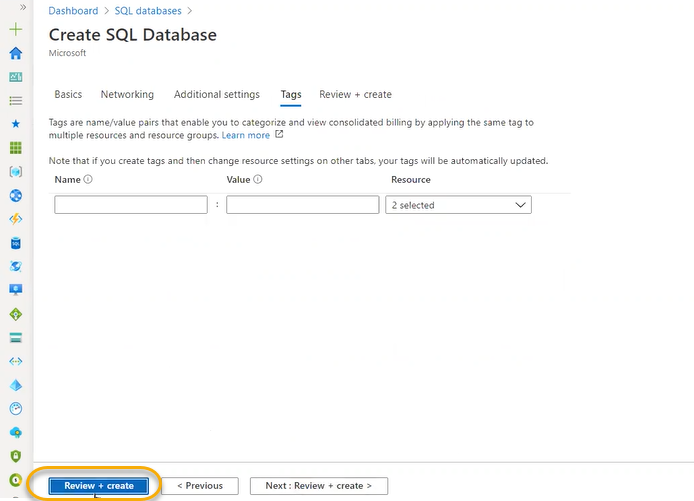 »
Dashboard > SQL databases >
Create SQL Database
Microsoft
Basics Networking Additional settings Tags Review + create
Tags are name/value pairs that enable you to categorize and view consolidated billing by applying the same tag to
multiple resources and resource groups. Learn more
Note that if you create tags and then change resource settings on other tabs, your tags will be automatically updated.
Name Value Resource
: 2 selected
Review + create < Previous Next : Review + create >